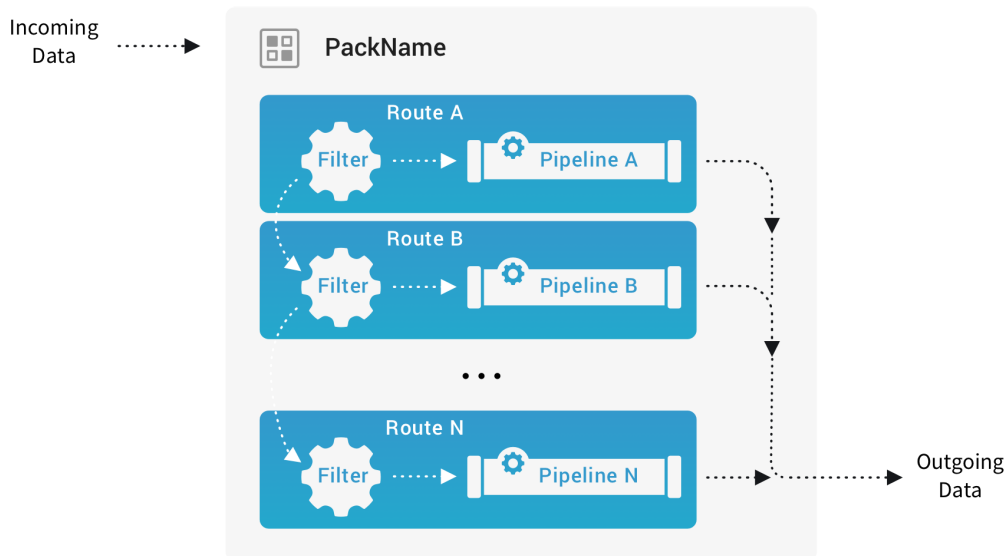 Incoming
Data
PackName
Route A
Filter
Pipeline A
Route B
Filter
Pipeline B
...
Route N
Filter
Pipeline N
Outgoing
Data